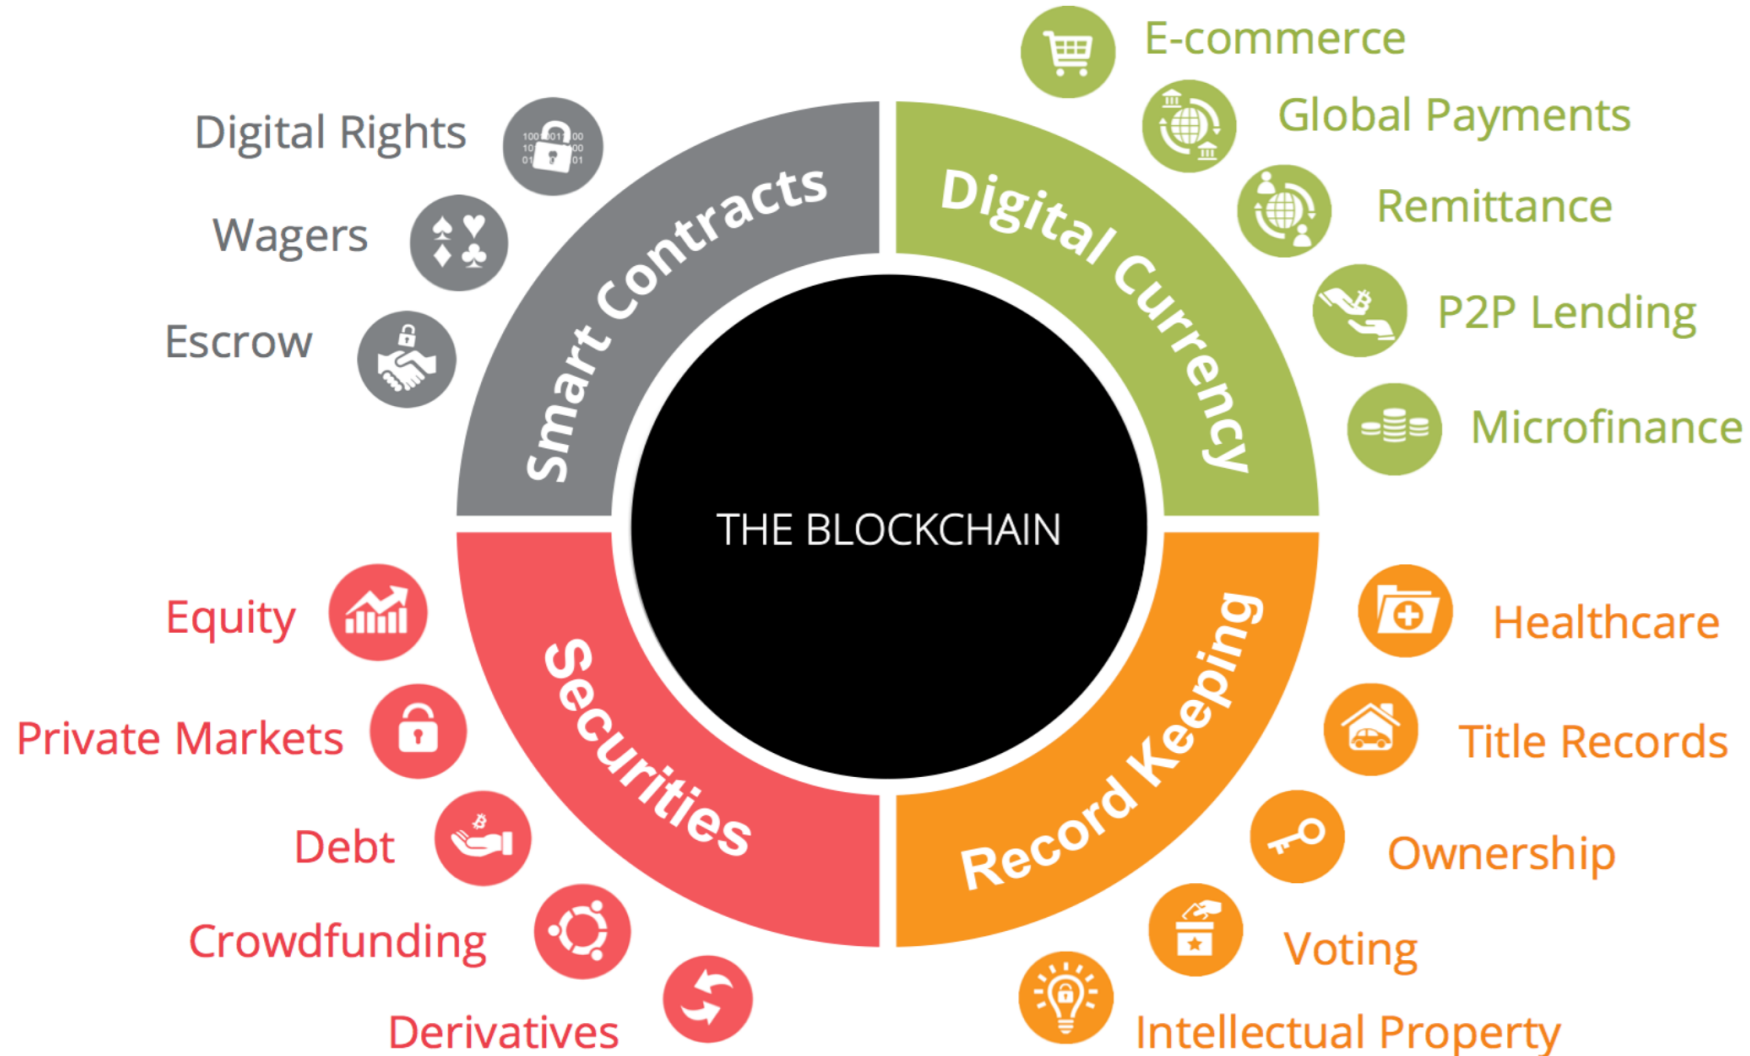 E-commerce
Global Payments
Remittance
P2P Lending
Microfinance
Digital Currency
Digital Rights
Wagers
Escrow
Smart Contracts
THE BLOCKCHAIN
Equity
Private Markets
Debt
Crowdfunding
Derivatives
Securities
Healthcare
Title Records
Ownership
Voting
Intellectual Property
Record Keeping